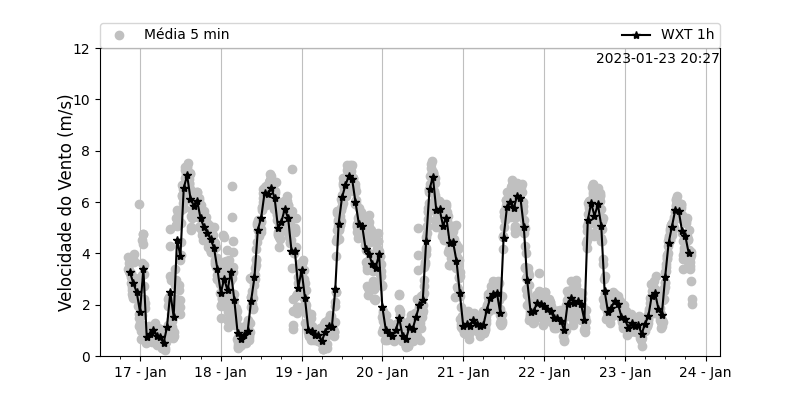 Média 5 min
WXT 1h
2023-01-23 20:27
Velocidade do Vento (m/s)
12
10
8
6
4
2
0
17 - Jan
18 - Jan
19 - Jan
20 - Jan
21 - Jan
22 - Jan
23 - Jan
24 - Jan